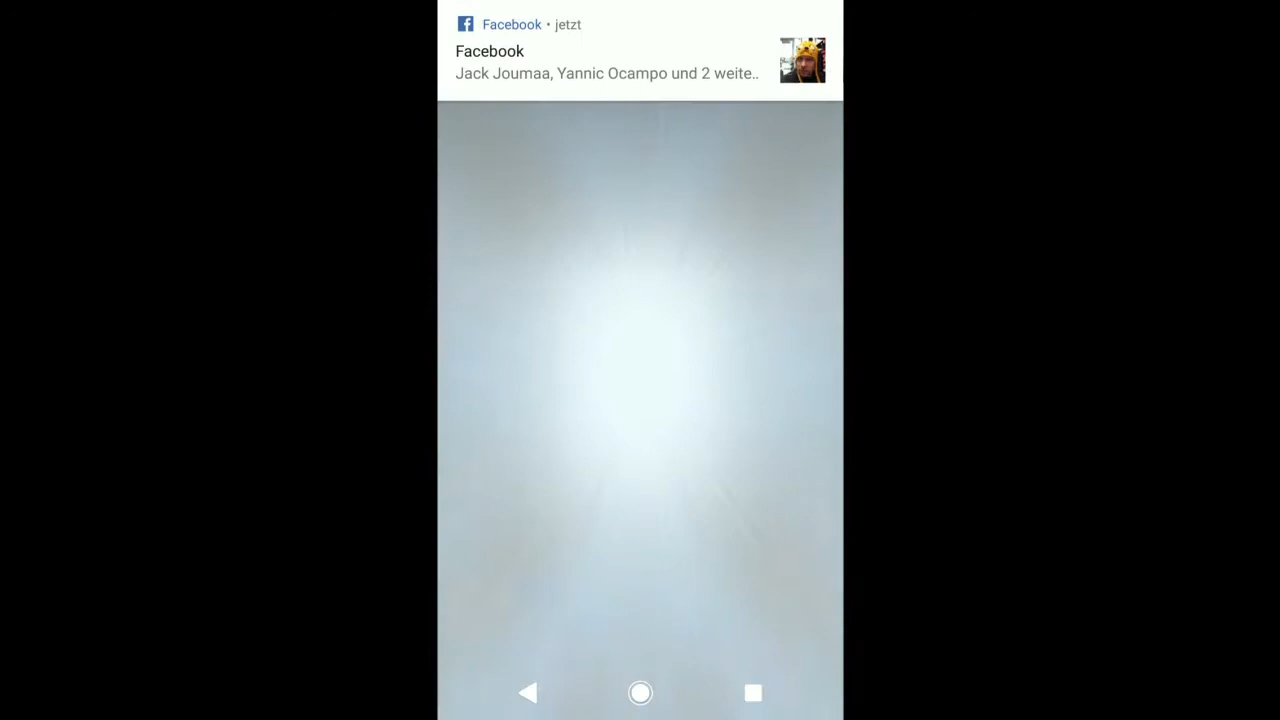 Facebook • jetzt
Facebook
Jack Joumaa, Yannic Ocampo und 2 weite..